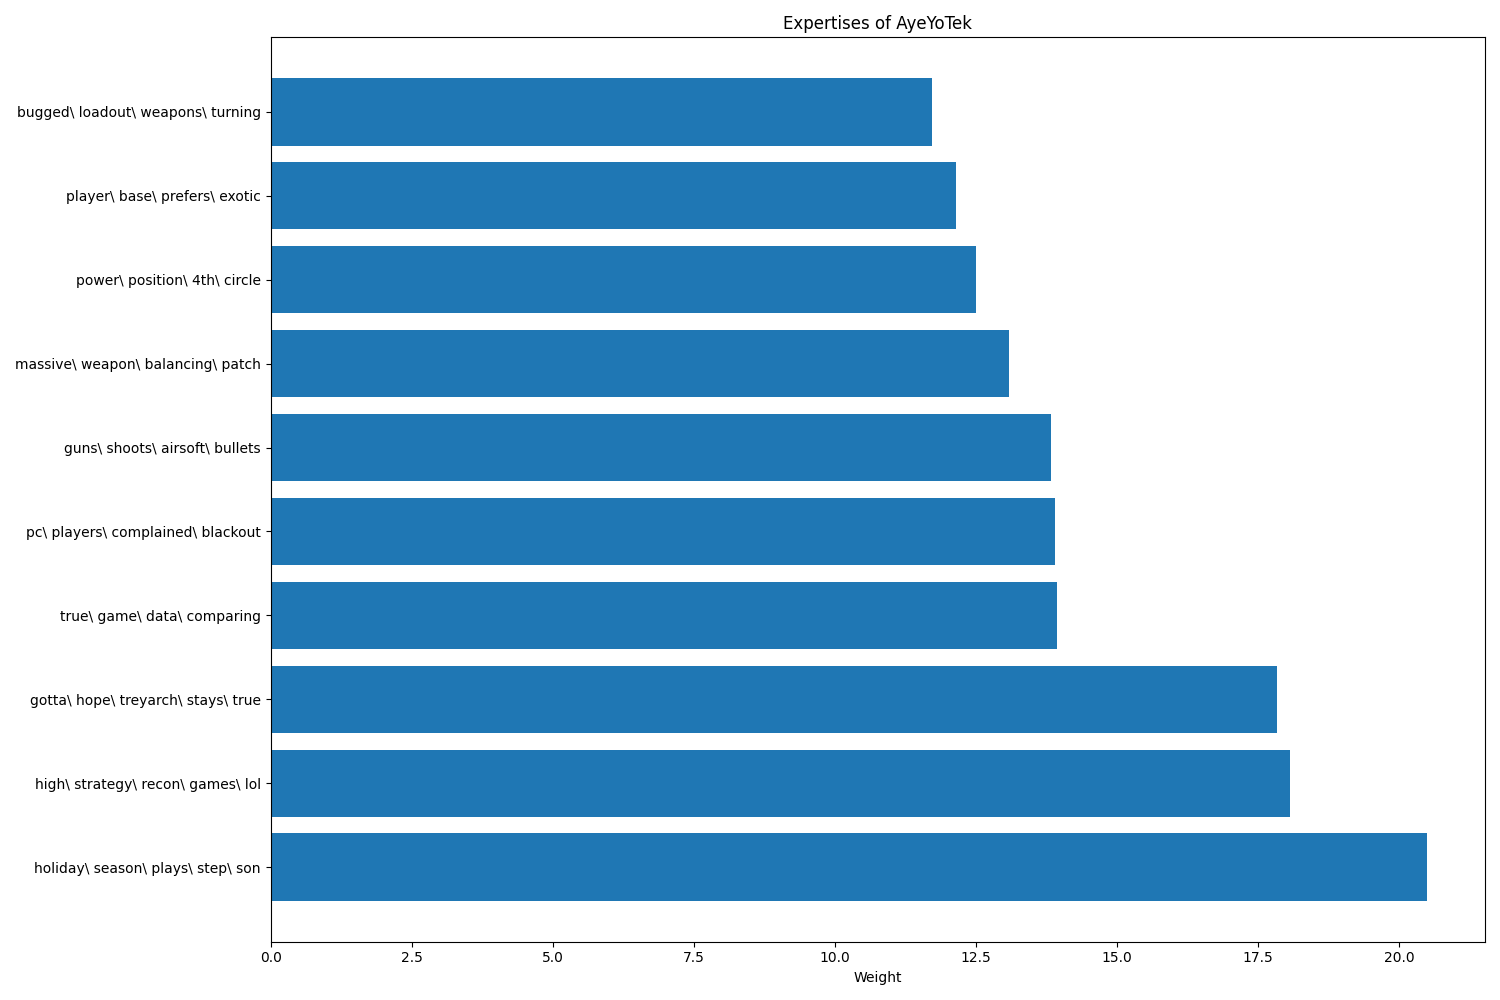 Expertises of AyeYoTek
bugged\ loadout\ weapons\ turning
player\ base\ prefers\ exotic
power\ position\ 4th\ circle
massive\ weapon\ balancing\ patch
guns\ shoots\ airsoft\ bullets
pc\ players\ complained\ blackout
true\ game\ data\ comparing
gotta\ hope\ treyarch\ stays\ true
high\ strategy\ recon\ games\ lol
holiday\ season\ plays\ step\ son
0.0 2.5 5.0 7.5 10.0 12.5 15.0 17.5 20.0
Weight